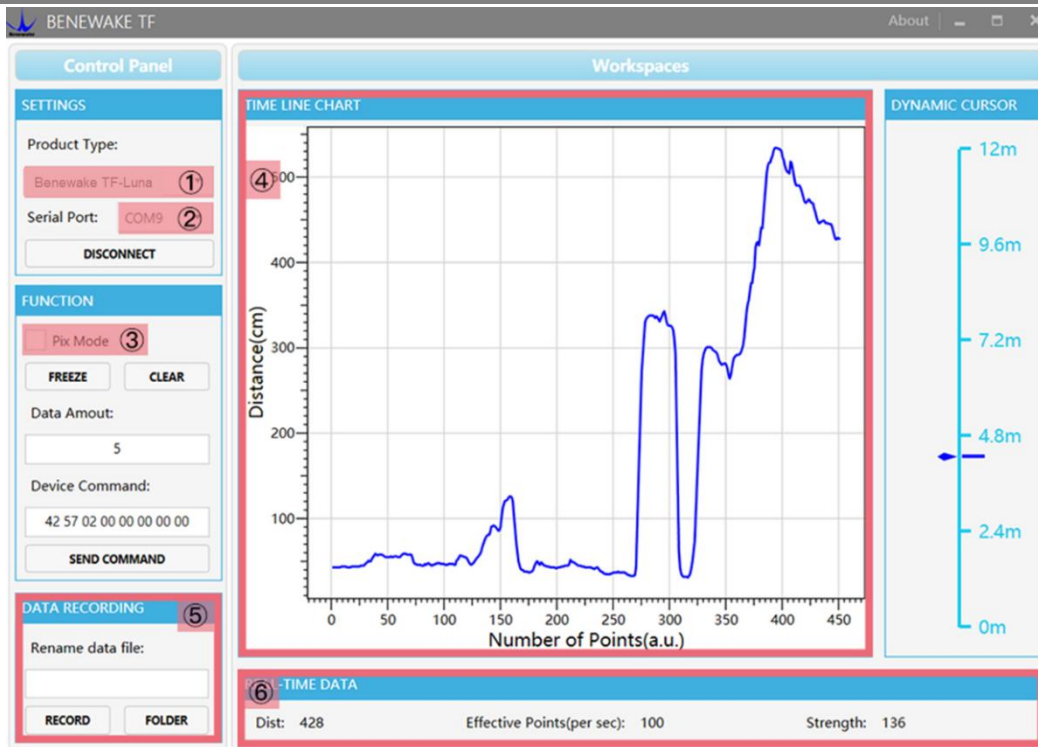 BENEWAKE TF
About
Control Panel
Workspaces
SETTINGS
Product Type:
Benewake TF-Luna ①
Serial Port: COM9 ②
DISCONNECT
FUNCTION
Pix Mode ③
FREEZE CLEAR
Data Amout:
5
Device Command:
42 57 02 00 00 00 00 00
SEND COMMAND
DATA RECORDING ⑤
Rename data file:
RECORD FOLDER
TIME LINE CHART
④
00
400
300
200
100
Distance(cm)
0 50 100 150 200 250 300 350 400 450
Number of Points(a.u.)
DYNAMIC CURSOR
12m
9.6m
7.2m
4.8m
2.4m
0m
⑥ -TIME DATA
Dist: 428 Effective Points(per sec): 100 Strength: 136